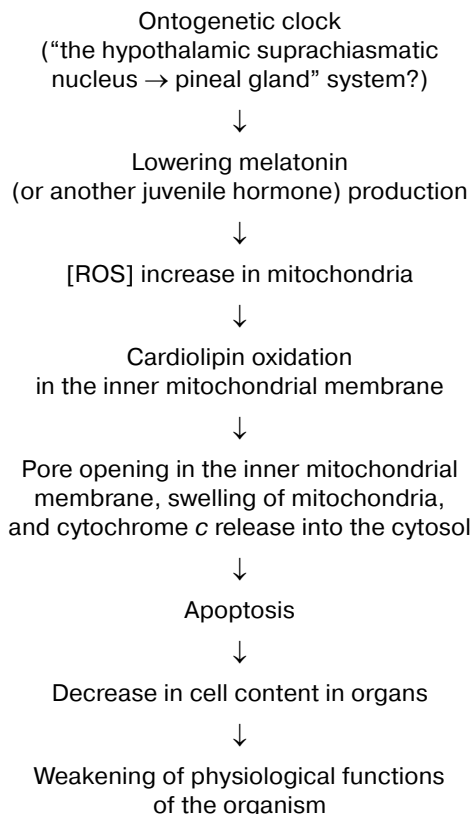 Ontogenetic clock
(“the hypothalamic suprachiasmatic
nucleus → pineal gland” system?)
↓
Lowering melatonin
(or another juvenile hormone) production
↓
[ROS] increase in mitochondria
↓
Cardiolipin oxidation
in the inner mitochondrial membrane
↓
Pore opening in the inner mitochondrial
membrane, swelling of mitochondria,
and cytochrome c release into the cytosol
↓
Apoptosis
↓
Decrease in cell content in organs
↓
Weakening of physiological functions
of the organism